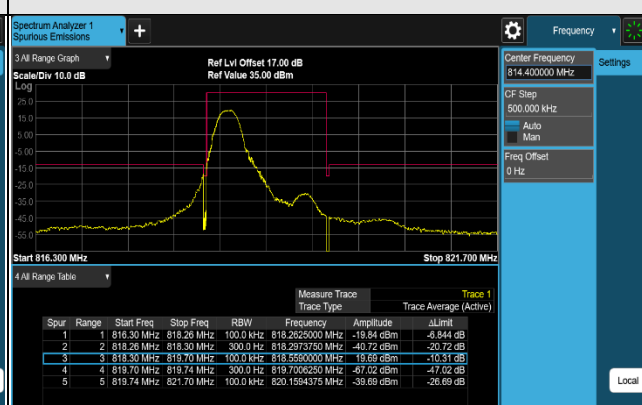 Spectrum Analyzer 1
Spurious Emissions
+
Frequency
3 All Range Graph
Ref Lvl Offset 17.00 dB
Scale/Div 10.0 dB
Ref Value 35.00 dBm
Log
25.0
15.0
5.00
-5.00
-15.0
-25.0
-35.0
-45.0
-55.0
Start 816.300 MHz
Stop 821.700 MHz
4 All Range Table
Measure Trace Trace 1
Trace Type Trace Average (Active)
Spur Range Start Freq Stop Freq RBW Frequency Amplitude ΔLimit
1 1 816.30 MHz 818.26 MHz 100.0 kHz 818.2625000 MHz -19.84 dBm -6.844 dB
2 2 818.26 MHz 818.30 MHz 300.0 Hz 818.2973750 MHz -40.72 dBm -20.72 dB
3 3 818.30 MHz 819.70 MHz 100.0 kHz 818.5590000 MHz 19.69 dBm -10.31 dB
4 4 819.70 MHz 819.74 MHz 300.0 Hz 819.7006250 MHz -67.02 dBm -47.02 dB
5 5 819.74 MHz 821.70 MHz 100.0 kHz 820.1594375 MHz -39.69 dBm -26.69 dB
Center Frequency
814.400000 MHz
Settings
CF Step
500.000 kHz
Auto
Man
Freq Offset
0 Hz
Local